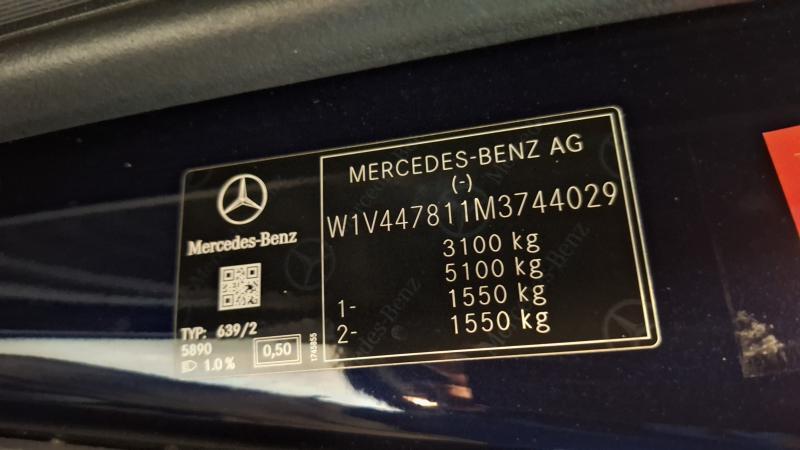 Mercedes-Benz
TYP: 639/2
5890
1.0 %
0,50
MERCEDES-BENZ AG
(-)
W1V447811M3744029
3100 kg
5100 kg
1- 1550 kg
2- 1550 kg